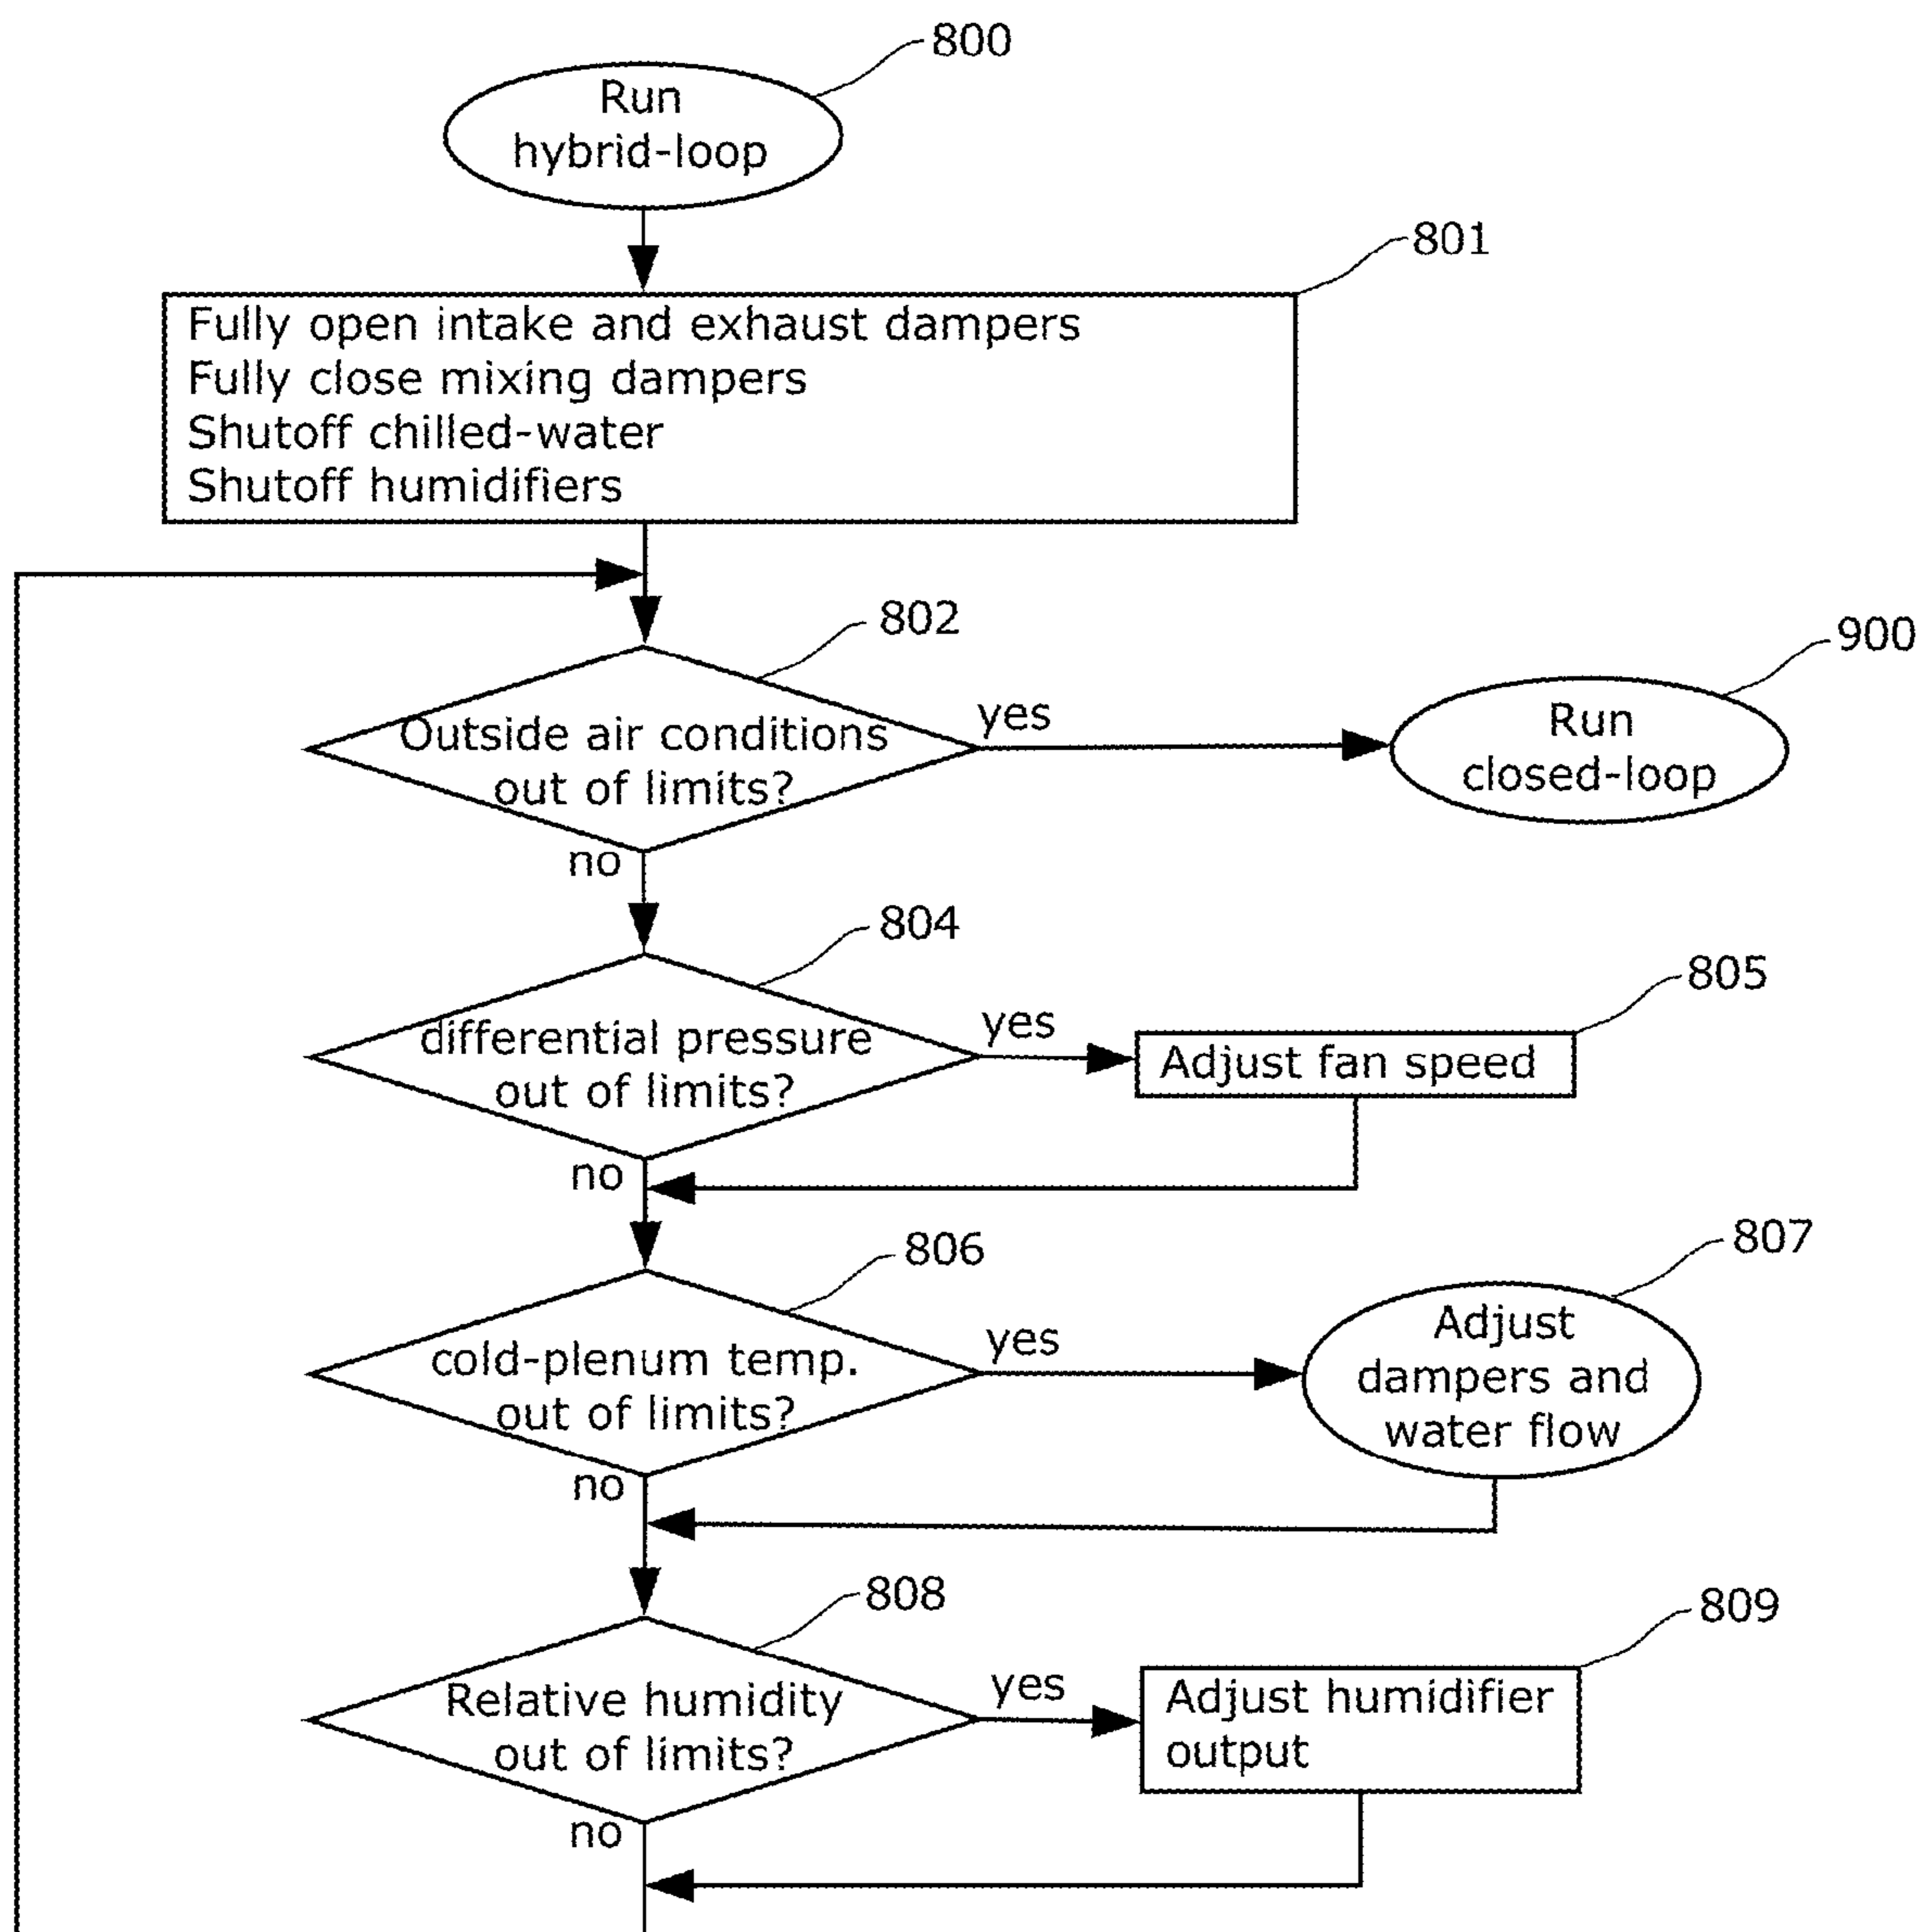 800
Run
hybrid-loop
801
Fully open intake and exhaust dampers
Fully close mixing dampers
Shutoff chilled-water
Shutoff humidifiers
802
Outside air conditions
out of limits?
yes
no
900
Run
closed-loop
804
differential pressure
out of limits?
yes
no
805
Adjust fan speed
806
cold-plenum temp.
out of limits?
yes
no
807
Adjust
dampers and
water flow
808
Relative humidity
out of limits?
yes
no
809
Adjust humidifier
output